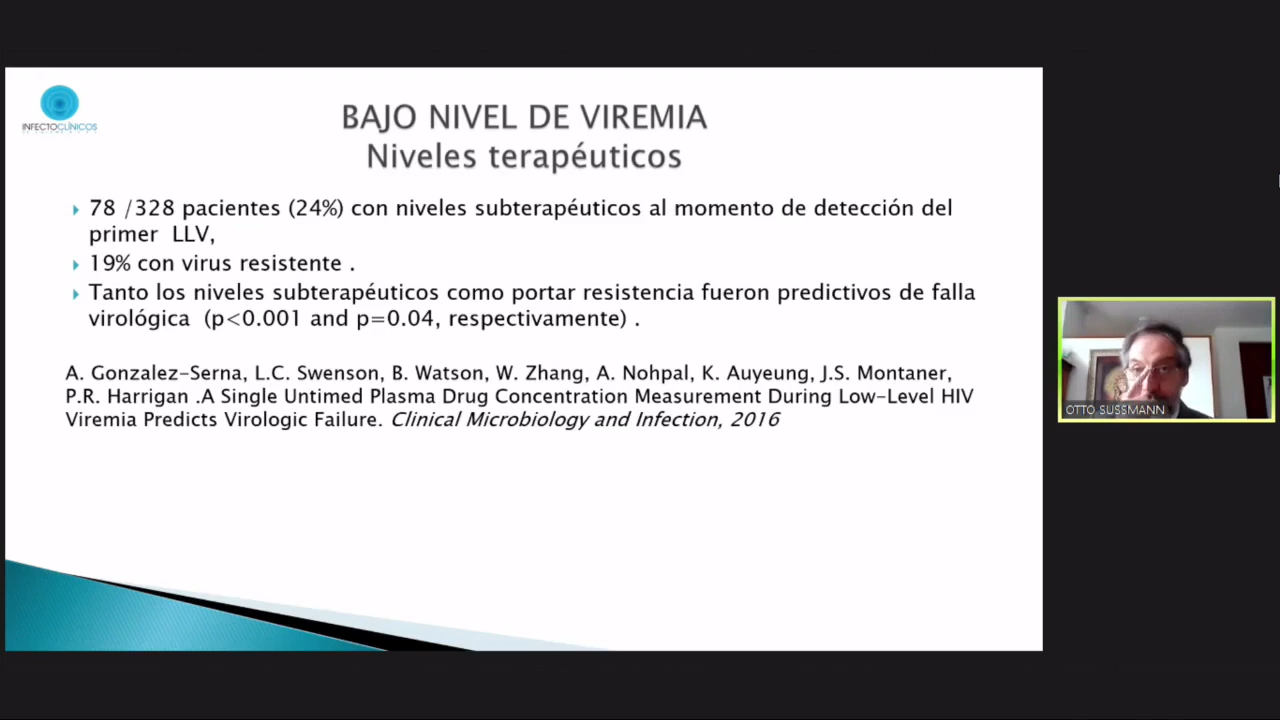 INFECTOCLÍNICOS
BAJO NIVEL DE VIREMIA
Niveles terapéuticos
78 /328 pacientes (24%) con niveles subterapéuticos al momento de detección del
primer LLV,
19% con virus resistente .
Tanto los niveles subterapéuticos como portar resistencia fueron predictivos de falla
virológica (p<0.001 and p=0.04, respectivamente) .
A. Gonzalez-Serna, L.C. Swenson, B. Watson, W. Zhang, A. Nohpal, K. Auyeung, J.S. Montaner,
P.R. Harrigan .A Single Untimed Plasma Drug Concentration Measurement During Low-Level HIV
Viremia Predicts Virologic Failure. Clinical Microbiology and Infection, 2016
OTTO SUSSMANN